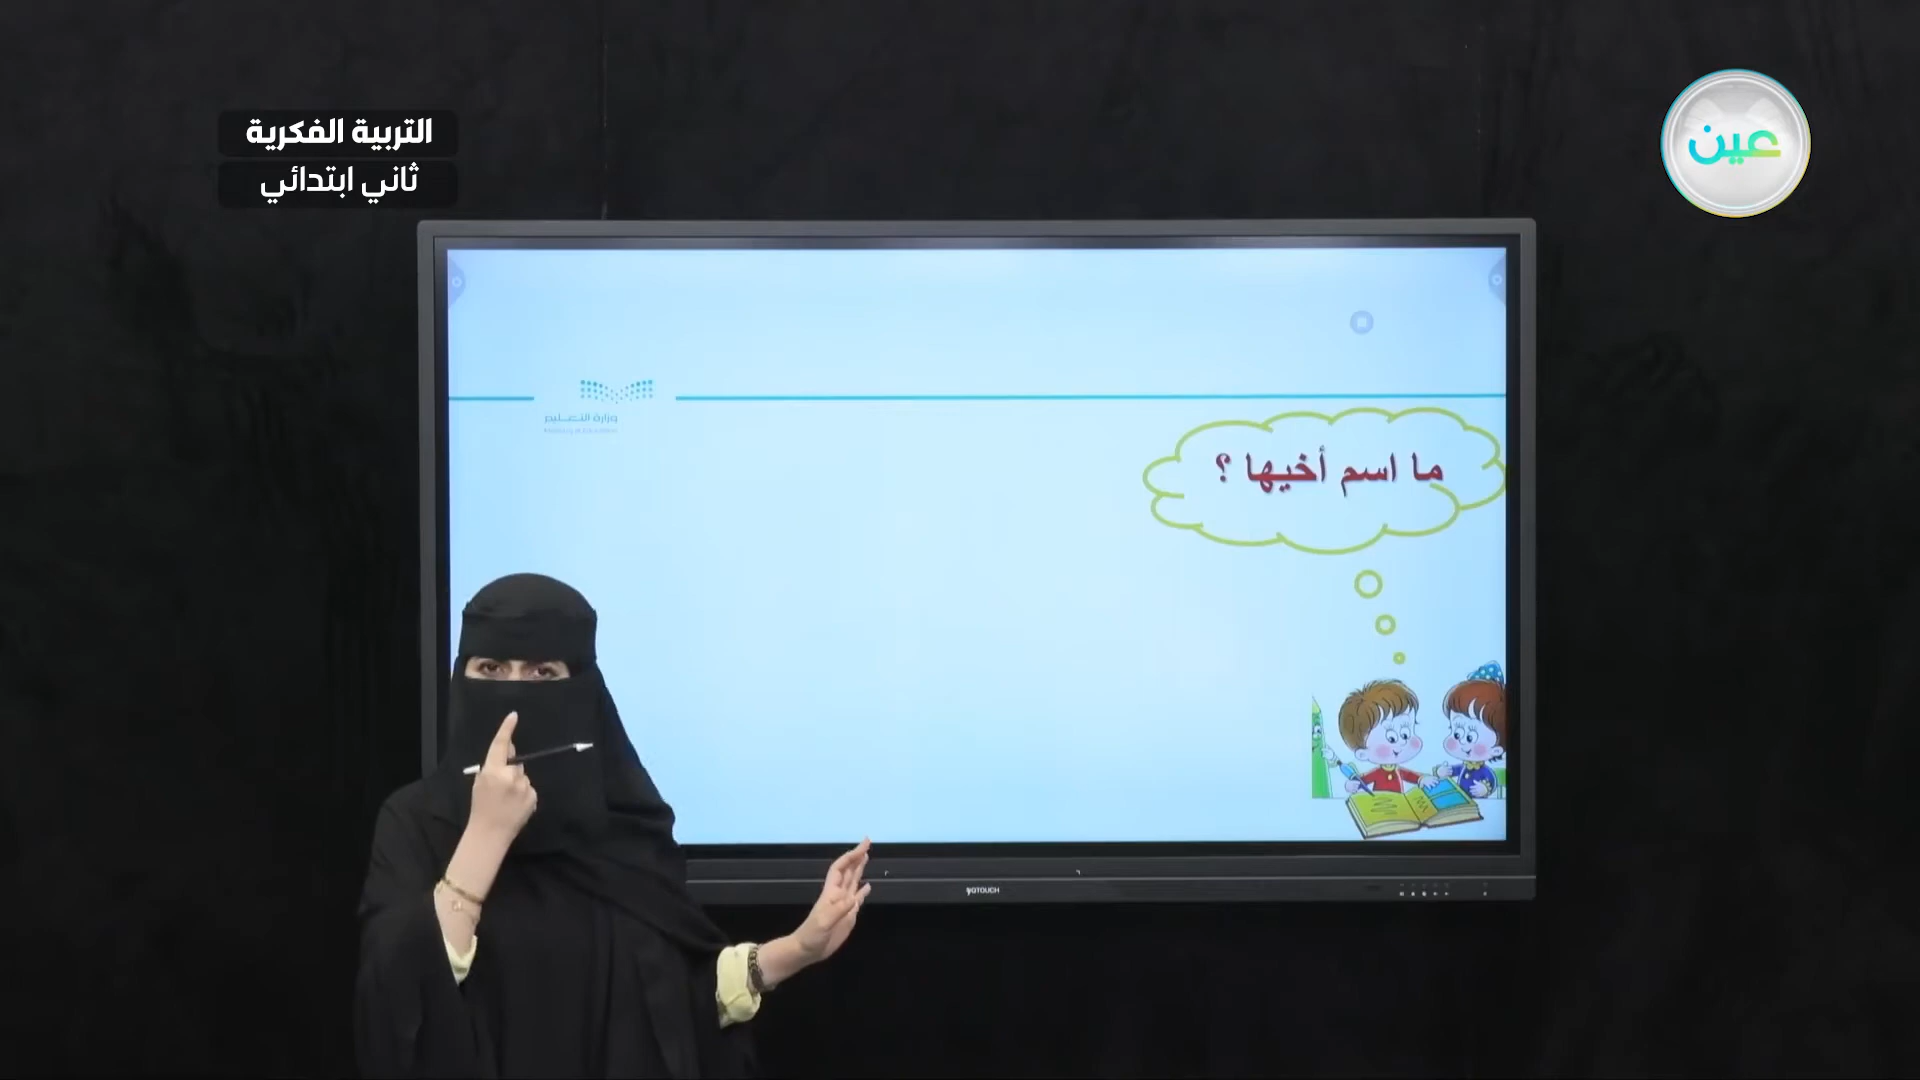 التربية الفكرية
ثاني ابتدائي
عين
وزارة التعليم
ما اسم أخيها ؟